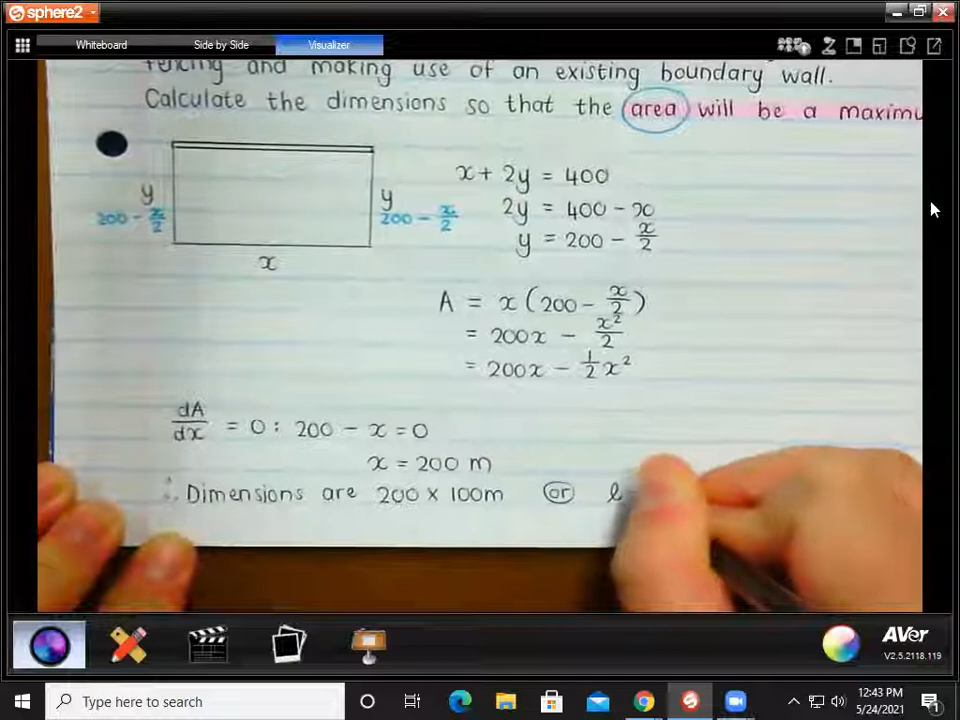 sphere2
Whiteboard
Side by Side
Visualizer
fencing and making use of an existing boundary wall.
Calculate the dimensions so that the area will be a maximu
y
200 - x/2
y
200 - x/2
x
x + 2y = 400
2y = 400 - x
y = 200 - x/2
A = x(200 - x/2)
= 200x - x²/2
= 200x - 1/2 x²
dA/dx = 0 : 200 - x = 0
x = 200 m
∴ Dimensions are 200 x 100m or l
AVer
V2.5.2118.119
Type here to search
12:43 PM
5/24/2021
1